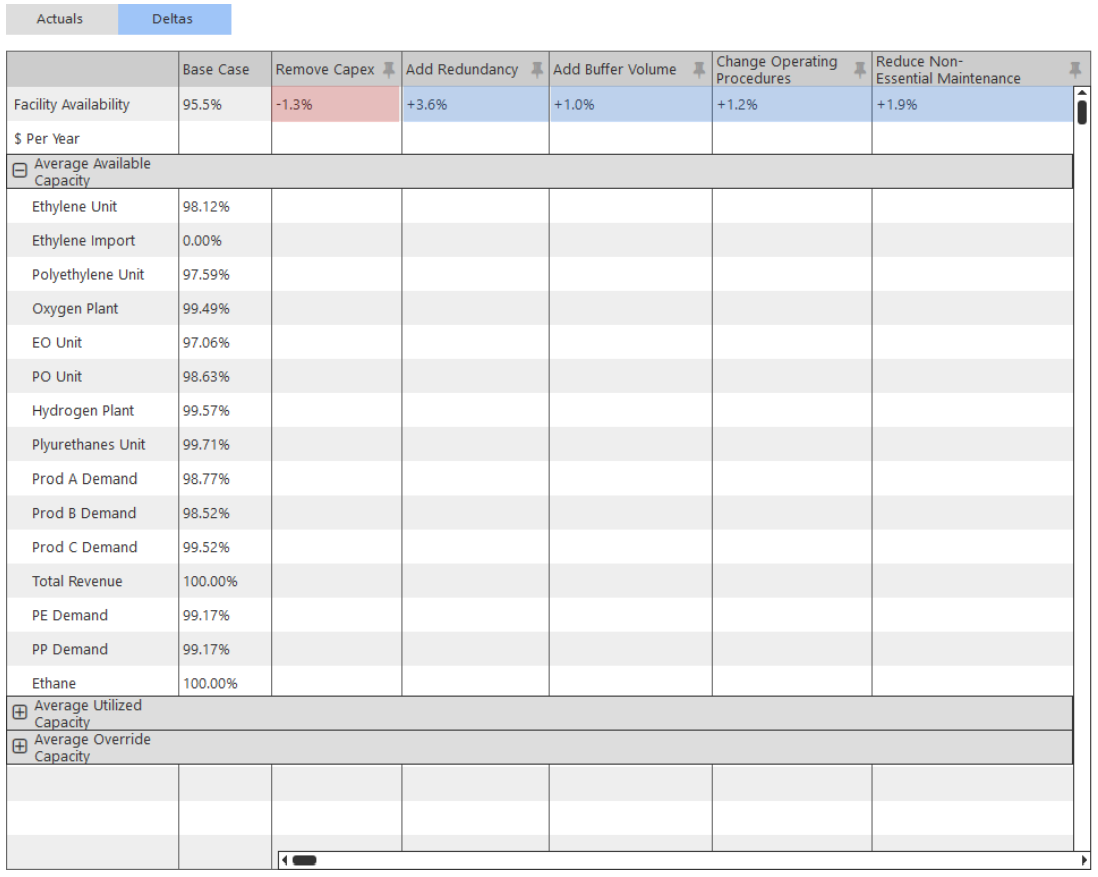 Actuals Deltas
Base Case Remove Capex Add Redundancy Add Buffer Volume Change Operating Procedures Reduce Non-Essential Maintenance
Facility Availability 95.5% -1.3% +3.6% +1.0% +1.2% +1.9%
$ Per Year
Average Available
Capacity
Ethylene Unit 98.12%
Ethylene Import 0.00%
Polyethylene Unit 97.59%
Oxygen Plant 99.49%
EO Unit 97.06%
PO Unit 98.63%
Hydrogen Plant 99.57%
Plyurethanes Unit 99.71%
Prod A Demand 98.77%
Prod B Demand 98.52%
Prod C Demand 99.52%
Total Revenue 100.00%
PE Demand 99.17%
PP Demand 99.17%
Ethane 100.00%
Average Utilized
Capacity
Average Override
Capacity